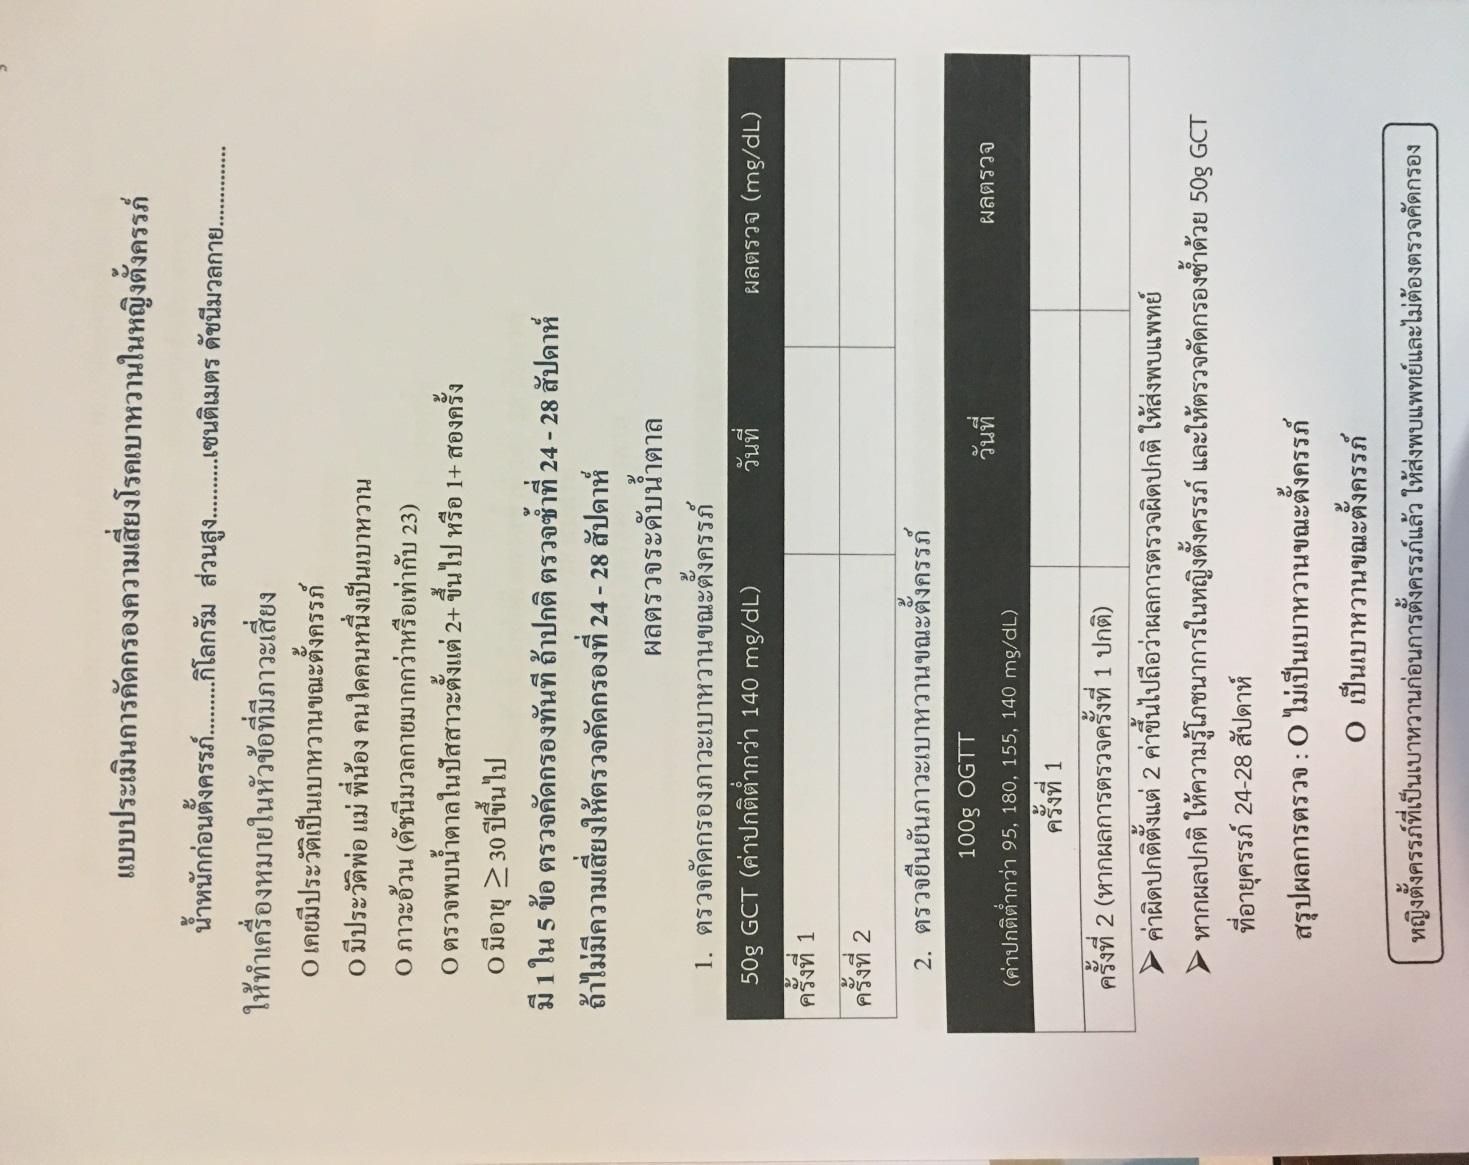 แบบประเมินการคัดกรองความเสี่ยงโรคเบาหวานในหญิงตั้งครรภ์
น้ำหนักก่อนตั้งครรภ์..........กิโลกรัม ส่วนสูง..........เซนติเมตร ดัชนีมวลกาย..............
ให้ทำเครื่องหมายในหัวข้อที่มีภาวะเสี่ยง
O เคยมีประวัติเป็นเบาหวานขณะตั้งครรภ์
O มีประวัติพ่อ แม่ พี่น้อง คนใดคนหนึ่งเป็นเบาหวาน
O ภาวะอ้วน (ดัชนีมวลกายมากกว่าหรือเท่ากับ 23)
O ตรวจพบน้ำตาลในปัสสาวะตั้งแต่ 2+ ขึ้นไป หรือ 1+ สองครั้ง
O มีอายุ ≥ 30 ปีขึ้นไป
มี 1 ใน 5 ข้อ ตรวจคัดกรองทันที ถ้าปกติ ตรวจซ้ำที่ 24 - 28 สัปดาห์
ถ้าไม่มีความเสี่ยงให้ตรวจคัดกรองที่ 24 - 28 สัปดาห์
ผลตรวจระดับน้ำตาล
1. ตรวจคัดกรองภาวะเบาหวานขณะตั้งครรภ์
50g GCT (ค่าปกติต่ำกว่า 140 mg/dL) วันที่ ผลตรวจ (mg/dL)
ครั้งที่ 1
ครั้งที่ 2
2. ตรวจยืนยันภาวะเบาหวานขณะตั้งครรภ์
100g OGTT วันที่ ผลตรวจ
(ค่าปกติต่ำกว่า 95, 180, 155, 140 mg/dL)
ครั้งที่ 1
ครั้งที่ 2 (หากผลการตรวจครั้งที่ 1 ปกติ)
➢ ค่าผิดปกติตั้งแต่ 2 ค่าขึ้นไปถือว่าผลการตรวจผิดปกติ ให้ส่งพบแพทย์
➢ หากผลปกติ ให้ความรู้โภชนาการในหญิงตั้งครรภ์ และให้ตรวจคัดกรองซ้ำด้วย 50g GCT
ที่อายุครรภ์ 24-28 สัปดาห์
สรุปผลการตรวจ : O ไม่เป็นเบาหวานขณะตั้งครรภ์
O เป็นเบาหวานขณะตั้งครรภ์
หญิงตั้งครรภ์ที่เป็นเบาหวานก่อนการตั้งครรภ์แล้ว ให้ส่งพบแพทย์และไม่ต้องตรวจคัดกรอง